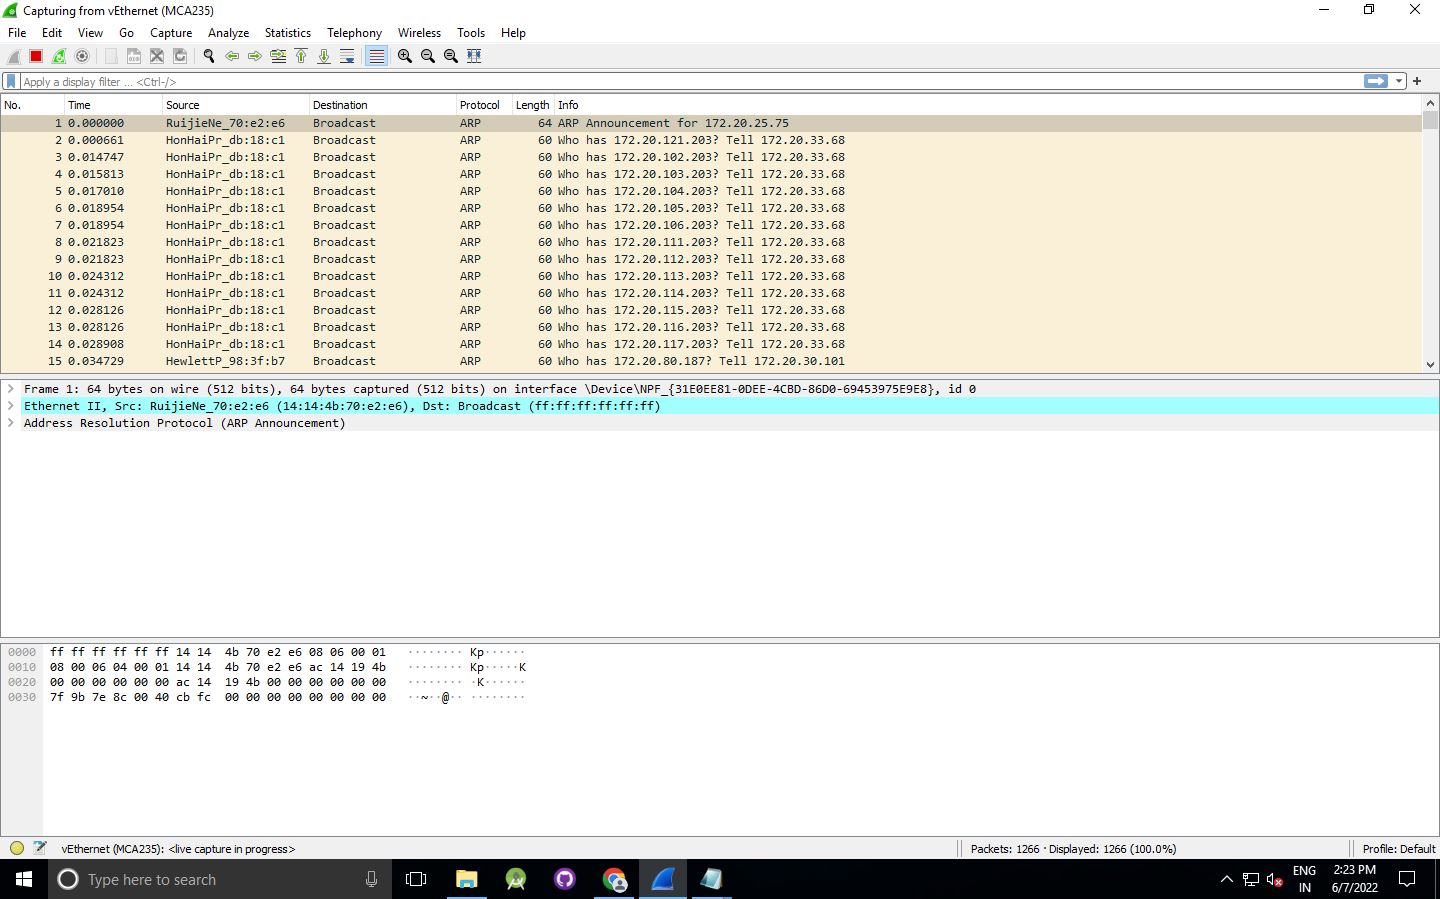 Capturing from vEthernet (MCA235)
File Edit View Go Capture Analyze Statistics Telephony Wireless Tools Help
Apply a display filter ... <Ctrl-/>
No. Time Source Destination Protocol Length Info
1 0.000000 RuijieNe_70:e2:e6 Broadcast ARP 64 ARP Announcement for 172.20.25.75
2 0.000661 HonHaiPr_db:18:c1 Broadcast ARP 60 Who has 172.20.121.203? Tell 172.20.33.68
3 0.014747 HonHaiPr_db:18:c1 Broadcast ARP 60 Who has 172.20.102.203? Tell 172.20.33.68
4 0.015813 HonHaiPr_db:18:c1 Broadcast ARP 60 Who has 172.20.103.203? Tell 172.20.33.68
5 0.017010 HonHaiPr_db:18:c1 Broadcast ARP 60 Who has 172.20.104.203? Tell 172.20.33.68
6 0.018954 HonHaiPr_db:18:c1 Broadcast ARP 60 Who has 172.20.105.203? Tell 172.20.33.68
7 0.018954 HonHaiPr_db:18:c1 Broadcast ARP 60 Who has 172.20.106.203? Tell 172.20.33.68
8 0.021823 HonHaiPr_db:18:c1 Broadcast ARP 60 Who has 172.20.111.203? Tell 172.20.33.68
9 0.021823 HonHaiPr_db:18:c1 Broadcast ARP 60 Who has 172.20.112.203? Tell 172.20.33.68
10 0.024312 HonHaiPr_db:18:c1 Broadcast ARP 60 Who has 172.20.113.203? Tell 172.20.33.68
11 0.024312 HonHaiPr_db:18:c1 Broadcast ARP 60 Who has 172.20.114.203? Tell 172.20.33.68
12 0.028126 HonHaiPr_db:18:c1 Broadcast ARP 60 Who has 172.20.115.203? Tell 172.20.33.68
13 0.028126 HonHaiPr_db:18:c1 Broadcast ARP 60 Who has 172.20.116.203? Tell 172.20.33.68
14 0.028908 HonHaiPr_db:18:c1 Broadcast ARP 60 Who has 172.20.117.203? Tell 172.20.33.68
15 0.034729 HewlettP_98:3f:b7 Broadcast ARP 60 Who has 172.20.80.187? Tell 172.20.30.101
Frame 1: 64 bytes on wire (512 bits), 64 bytes captured (512 bits) on interface \Device\NPF_{31E0EE81-0DEE-4CBD-86D0-69453975E9E8}, id 0
Ethernet II, Src: RuijieNe_70:e2:e6 (14:14:4b:70:e2:e6), Dst: Broadcast (ff:ff:ff:ff:ff:ff)
Address Resolution Protocol (ARP Announcement)
0000 ff ff ff ff ff ff 14 14 4b 70 e2 e6 08 06 00 01 ········ Kp······
0010 08 00 06 04 00 01 14 14 4b 70 e2 e6 ac 14 19 4b ········ Kp·····K
0020 00 00 00 00 00 00 ac 14 19 4b 00 00 00 00 00 00 ········ ·K······
0030 7f 9b 7e 8c 00 40 cb fc 00 00 00 00 00 00 00 00 ··~··@·· ········
vEthernet (MCA235): <live capture in progress> Packets: 1266 · Displayed: 1266 (100.0%) Profile: Default
Type here to search ENG IN 2:23 PM 6/7/2022